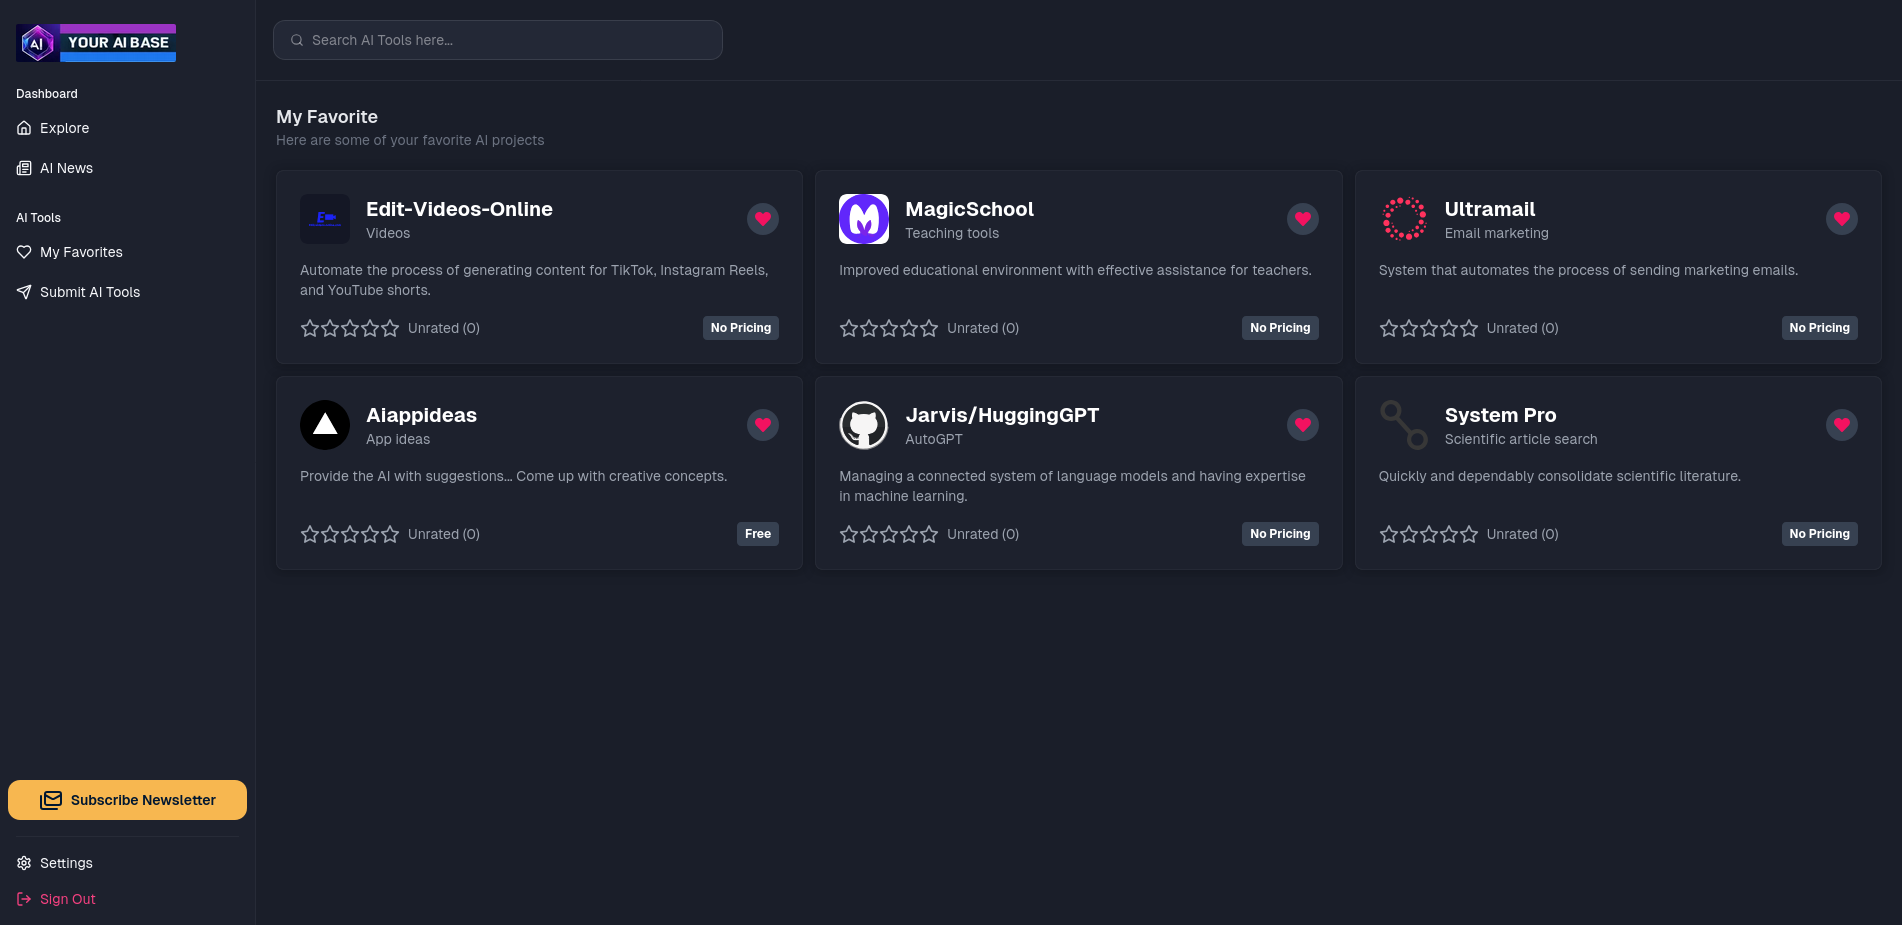 AI YOUR AI BASE
Dashboard
Explore
AI News
AI Tools
My Favorites
Submit AI Tools
Subscribe Newsletter
Settings
Sign Out
Search AI Tools here...
My Favorite
Here are some of your favorite AI projects
Edit-Videos-Online
Videos
Automate the process of generating content for TikTok, Instagram Reels,
and YouTube shorts.
Unrated (0)
No Pricing
MagicSchool
Teaching tools
Improved educational environment with effective assistance for teachers.
Unrated (0)
No Pricing
Ultramail
Email marketing
System that automates the process of sending marketing emails.
Unrated (0)
No Pricing
Aiappideas
App ideas
Provide the AI with suggestions... Come up with creative concepts.
Unrated (0)
Free
Jarvis/HuggingGPT
AutoGPT
Managing a connected system of language models and having expertise
in machine learning.
Unrated (0)
No Pricing
System Pro
Scientific article search
Quickly and dependably consolidate scientific literature.
Unrated (0)
No Pricing